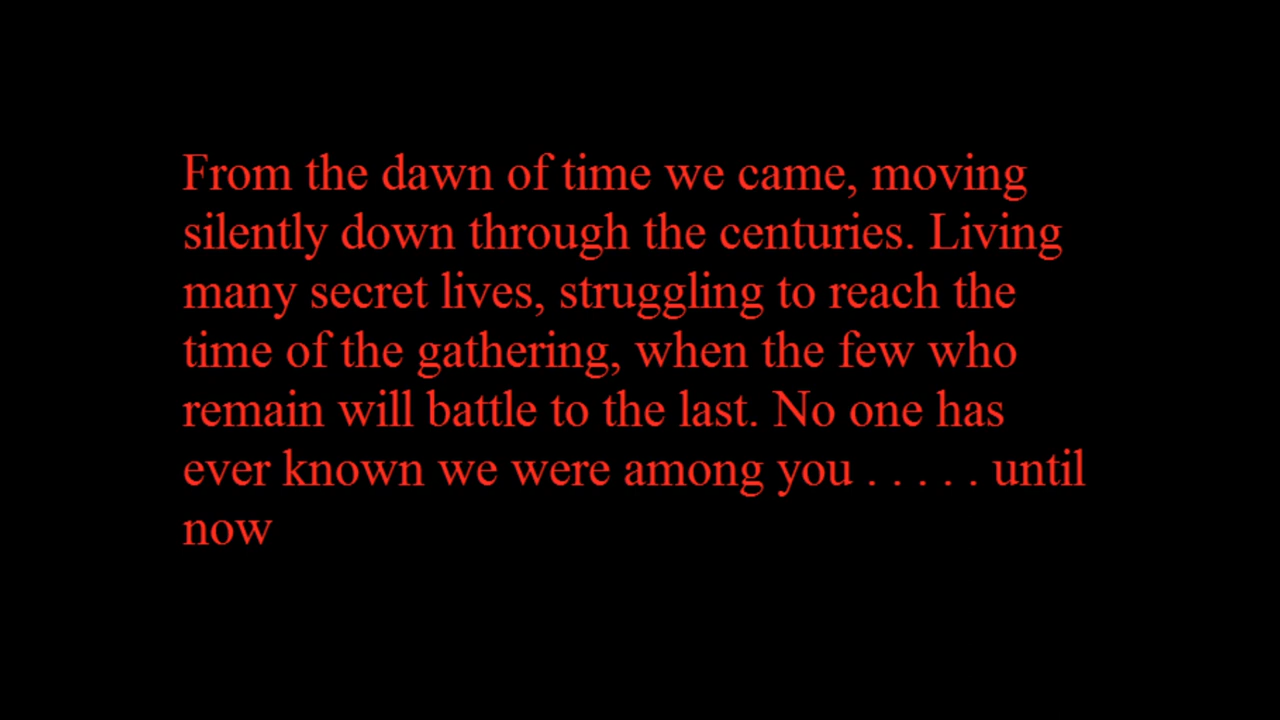 From the dawn of time we came, moving
silently down through the centuries. Living
many secret lives, struggling to reach the
time of the gathering, when the few who
remain will battle to the last. No one has
ever known we were among you . . . . . until
now